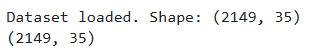 Dataset loaded. Shape: (2149, 35)
(2149, 35)